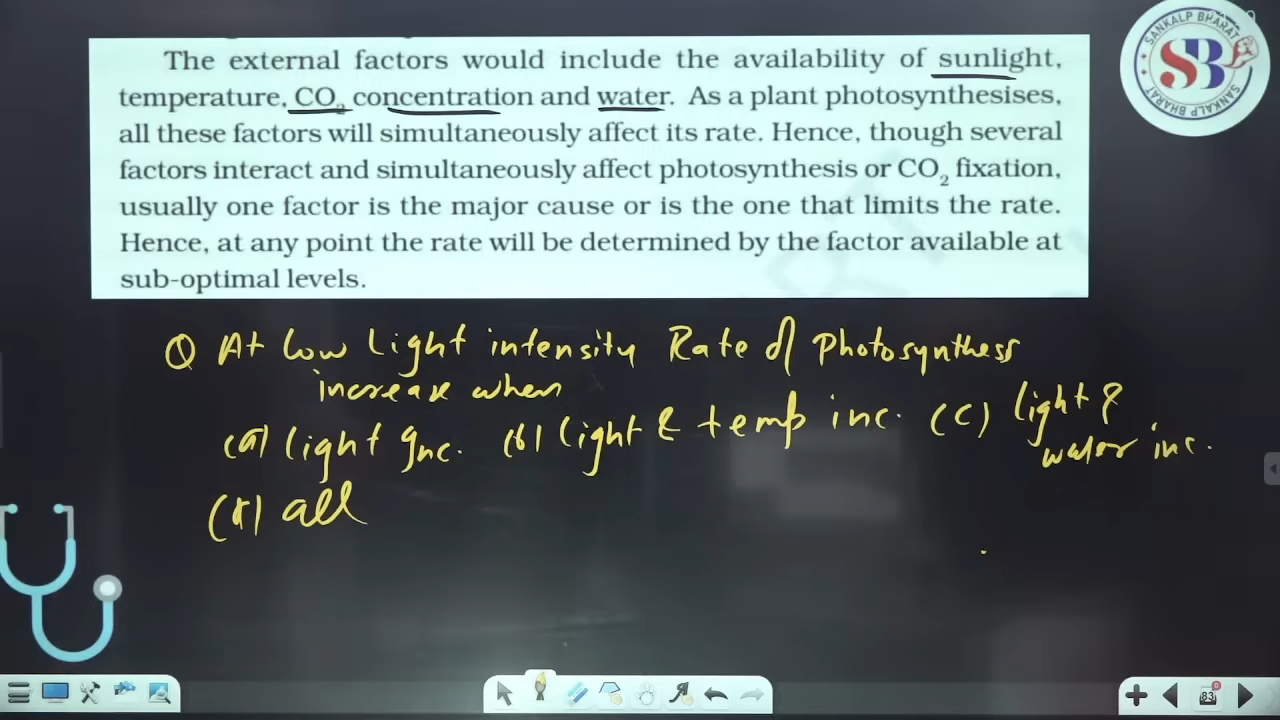 SANKALP BHARAT
SB
SANKALP BHARAT
The external factors would include the availability of sunlight,
temperature, CO₂ concentration and water. As a plant photosynthesises,
all these factors will simultaneously affect its rate. Hence, though several
factors interact and simultaneously affect photosynthesis or CO₂ fixation,
usually one factor is the major cause or is the one that limits the rate.
Hence, at any point the rate will be determined by the factor available at
sub-optimal levels.
Q At low Light intensity Rate of Photosynthess
increase when
(a) light Inc. (b) light & temp inc. (c) light &
water inc.
(d) all
83